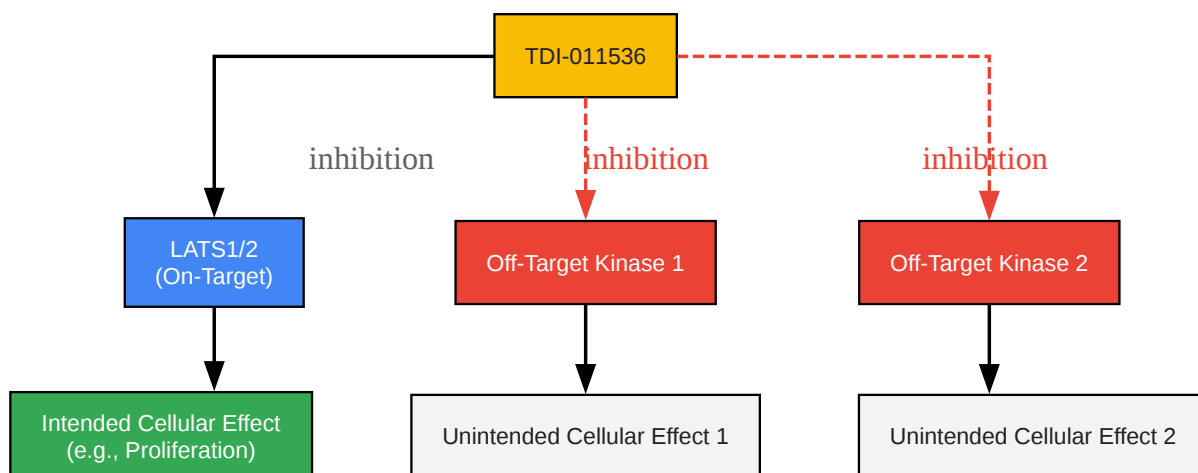 TDI-011536
inhibition
inhibition
inhibition
LATS1/2
(On-Target)
Off-Target Kinase 1
Off-Target Kinase 2
Intended Cellular Effect
(e.g., Proliferation)
Unintended Cellular Effect 1
Unintended Cellular Effect 2